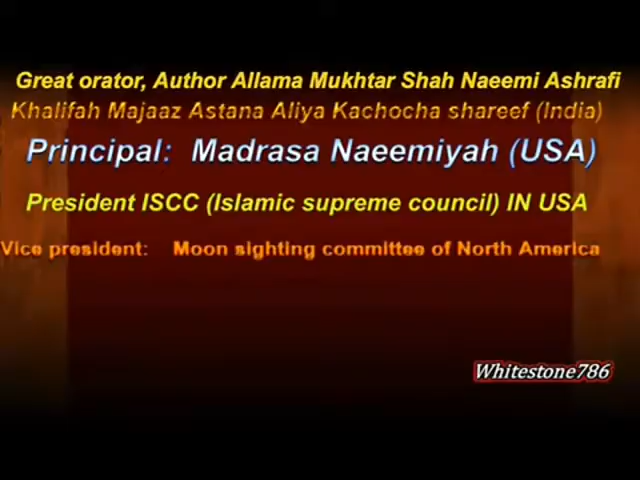 Great orator, Author Allama Mukhtar Shah Naeemi Ashrafi
Khalifah Majaaz Astana Aliya Kachocha shareef (India)
Principal: Madrasa Naeemiyah (USA)
President ISCC (Islamic supreme council) IN USA
Vice president: Moon sighting committee of North America
Whitestone786